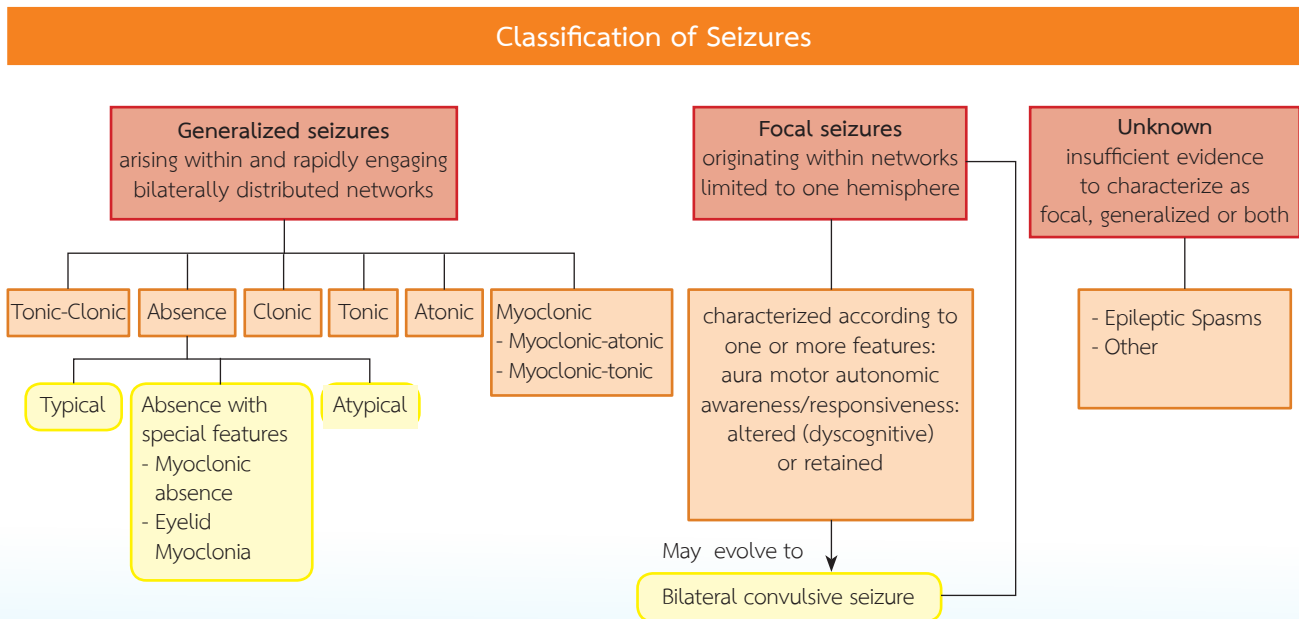 Classification of Seizures
Generalized seizures
arising within and rapidly engaging
bilaterally distributed networks
Focal seizures
originating within networks
limited to one hemisphere
Unknown
insufficient evidence
to characterize as
focal, generalized or both
Tonic-Clonic
Absence
Clonic
Tonic
Atonic
Myoclonic
- Myoclonic-atonic
- Myoclonic-tonic
characterized according to
one or more features:
aura motor autonomic
awareness/responsiveness:
altered (dyscognitive)
or retained
- Epileptic Spasms
- Other
Typical
Absence with
special features
- Myoclonic
absence
- Eyelid
Myoclonia
Atypical
May evolve to
Bilateral convulsive seizure